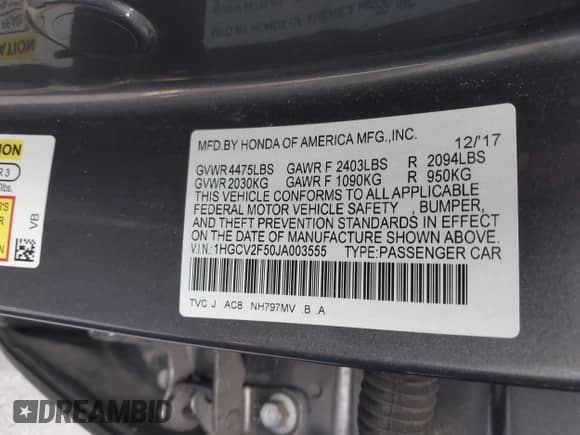 MFD.BY HONDA OF AMERICA MFG.,INC. 12/'17
GVWR 4475LBS GAWR F 2403LBS R 2094LBS
GVWR 2030KG GAWR F 1090KG R 950KG
THIS VEHICLE CONFORMS TO ALL APPLICABLE
FEDERAL MOTOR VEHICLE SAFETY , BUMPER,
AND THEFT PREVENTION STANDARDS IN EFFECT
ON THE DATE OF MANUFACTURE SHOWN ABOVE.
V.I.N.:1HGCV2F50JA003555 TYPE:PASSENGER CAR
TVC J AC8 NH797MV .B .A
VB
DREAMBID